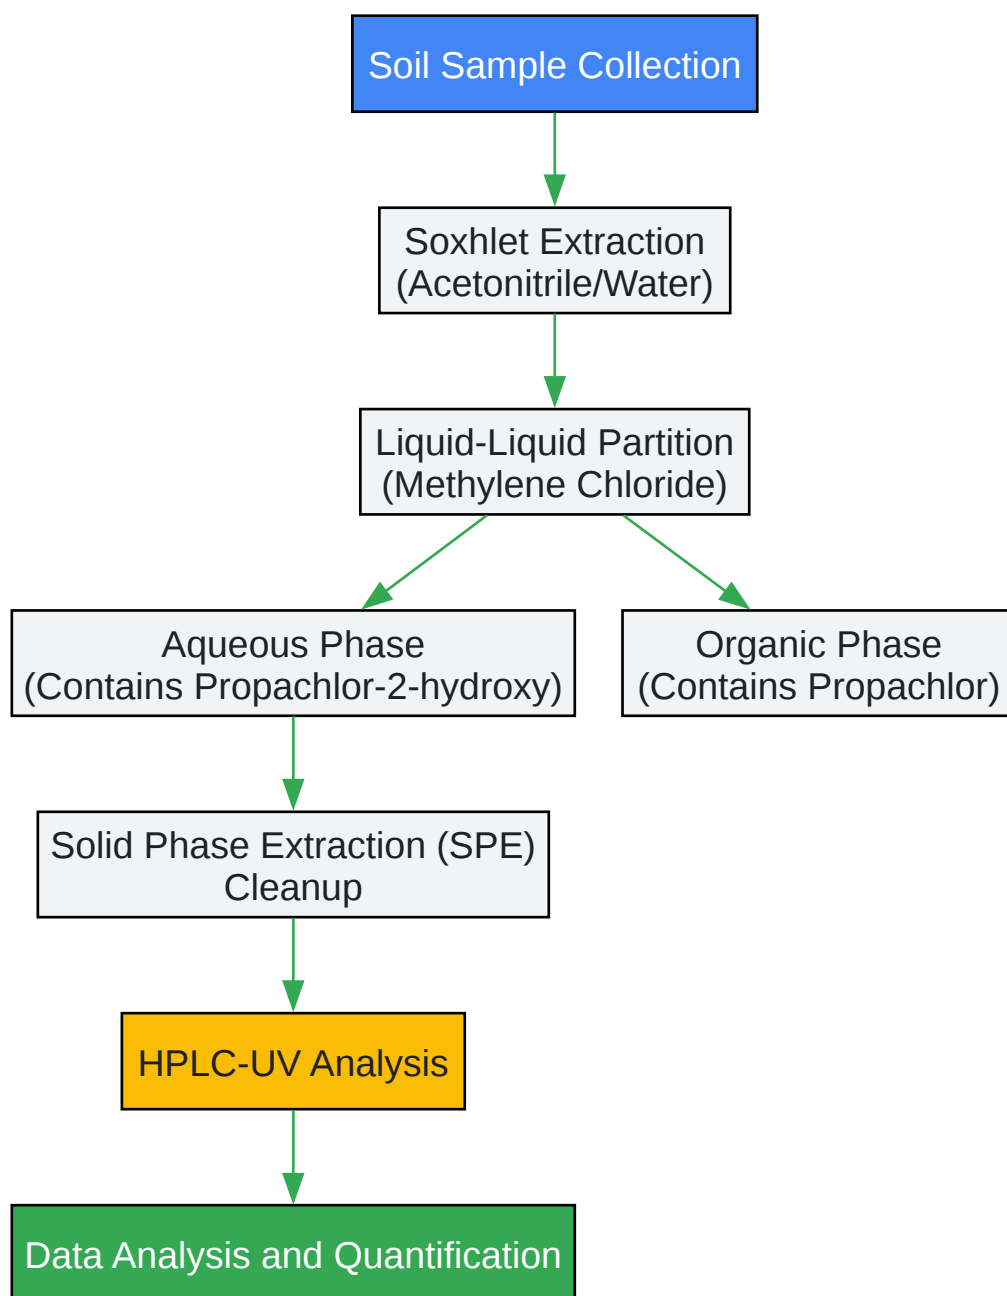 Soil Sample Collection
Soxhlet Extraction
(Acetonitrile/Water)
Liquid-Liquid Partition
(Methylene Chloride)
Aqueous Phase
(Contains Propachlor-2-hydroxy)
Organic Phase
(Contains Propachlor)
Solid Phase Extraction (SPE)
Cleanup
HPLC-UV Analysis
Data Analysis and Quantification